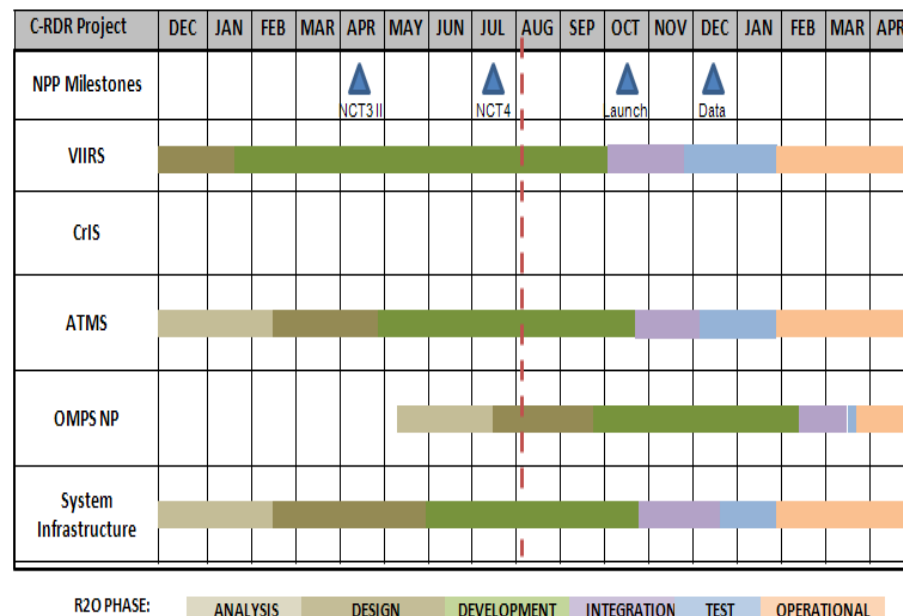 C-RDR Project DEC JAN FEB MAR APR MAY JUN JUL AUG SEP OCT NOV DEC JAN FEB MAR APR
NPP Milestones
NCT3 II NCT4 Launch Data
VIIRS
CrIS
ATMS
OMPS NP
System
Infrastructure
R2O PHASE: ANALYSIS DESIGN DEVELOPMENT INTEGRATION TEST OPERATIONAL